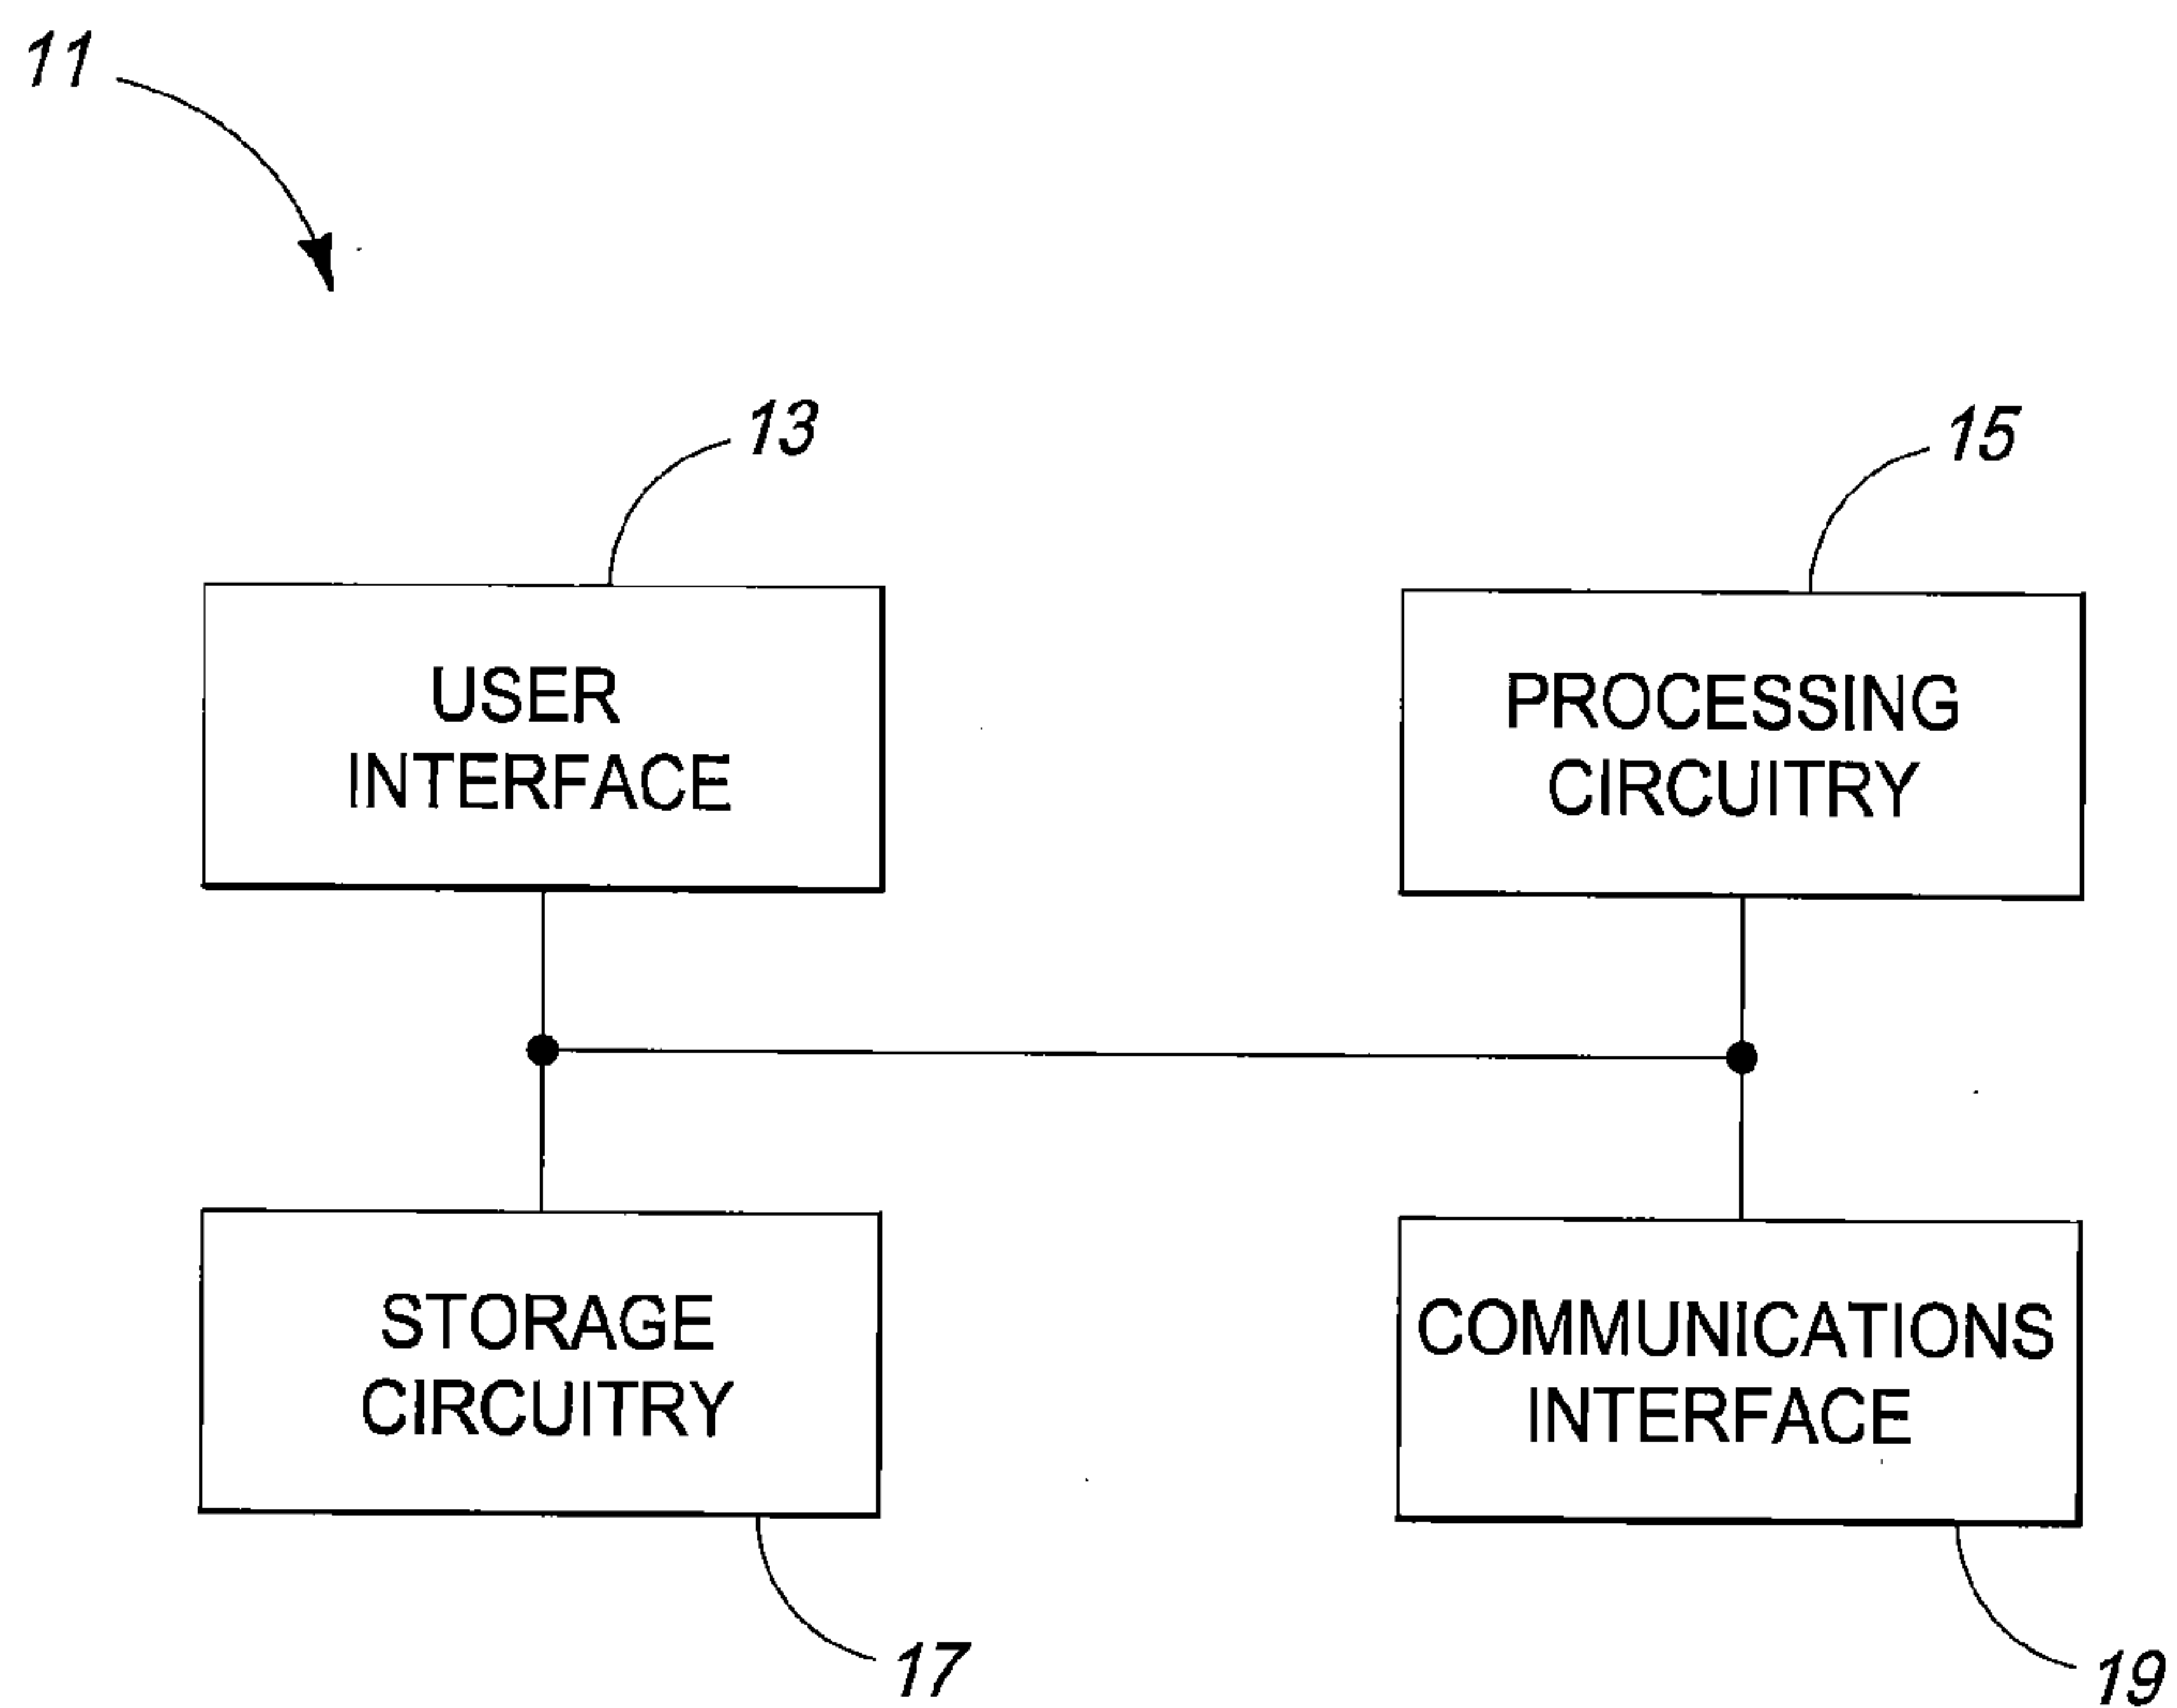 11
13
15
USER
INTERFACE
PROCESSING
CIRCUITRY
STORAGE
CIRCUITRY
COMMUNICATIONS
INTERFACE
17
19